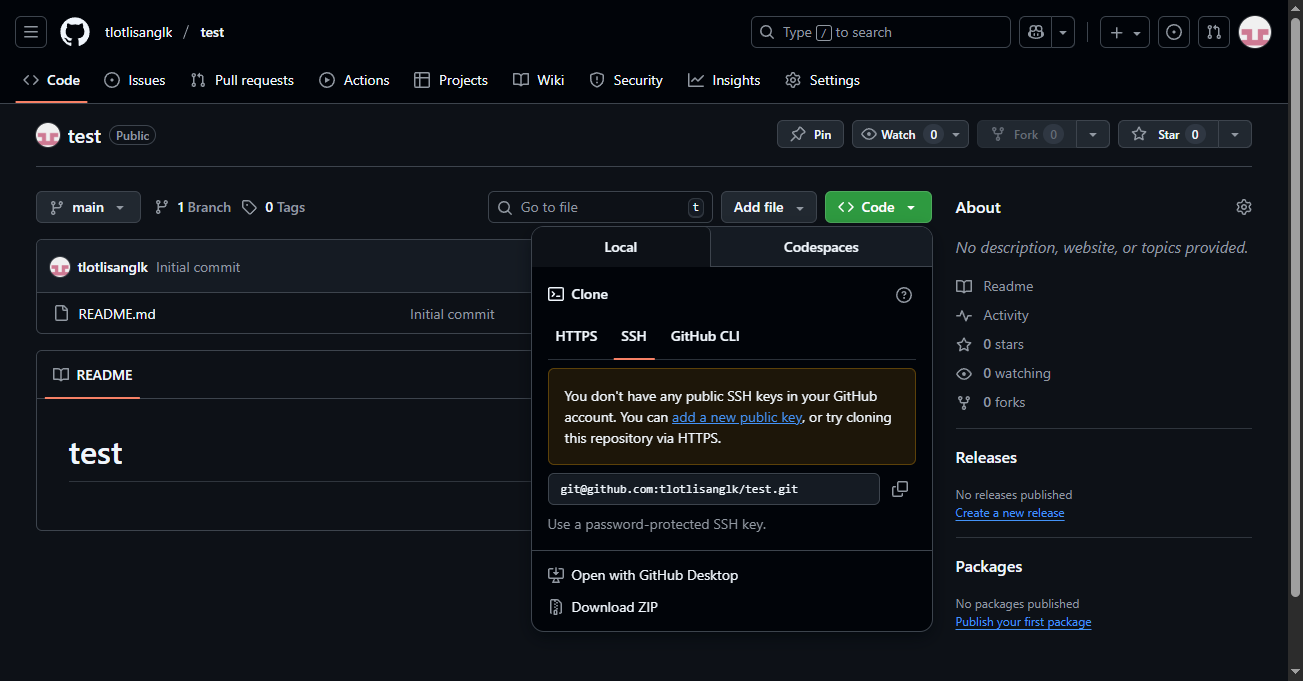 tlotlisanglk / test
Type / to search
Code Issues Pull requests Actions Projects Wiki Security Insights Settings
test Public
Pin Watch 0 Fork 0 Star 0
main 1 Branch 0 Tags
Go to file t Add file Code
tlotlisanglk Initial commit
README.md Initial commit
README
test
Local Codespaces
Clone
HTTPS SSH GitHub CLI
You don't have any public SSH keys in your GitHub
account. You can add a new public key, or try cloning
this repository via HTTPS.
git@github.com:tlotlisanglk/test.git
Use a password-protected SSH key.
Open with GitHub Desktop
Download ZIP
About
No description, website, or topics provided.
Readme
Activity
0 stars
0 watching
0 forks
Releases
No releases published
Create a new release
Packages
No packages published
Publish your first package